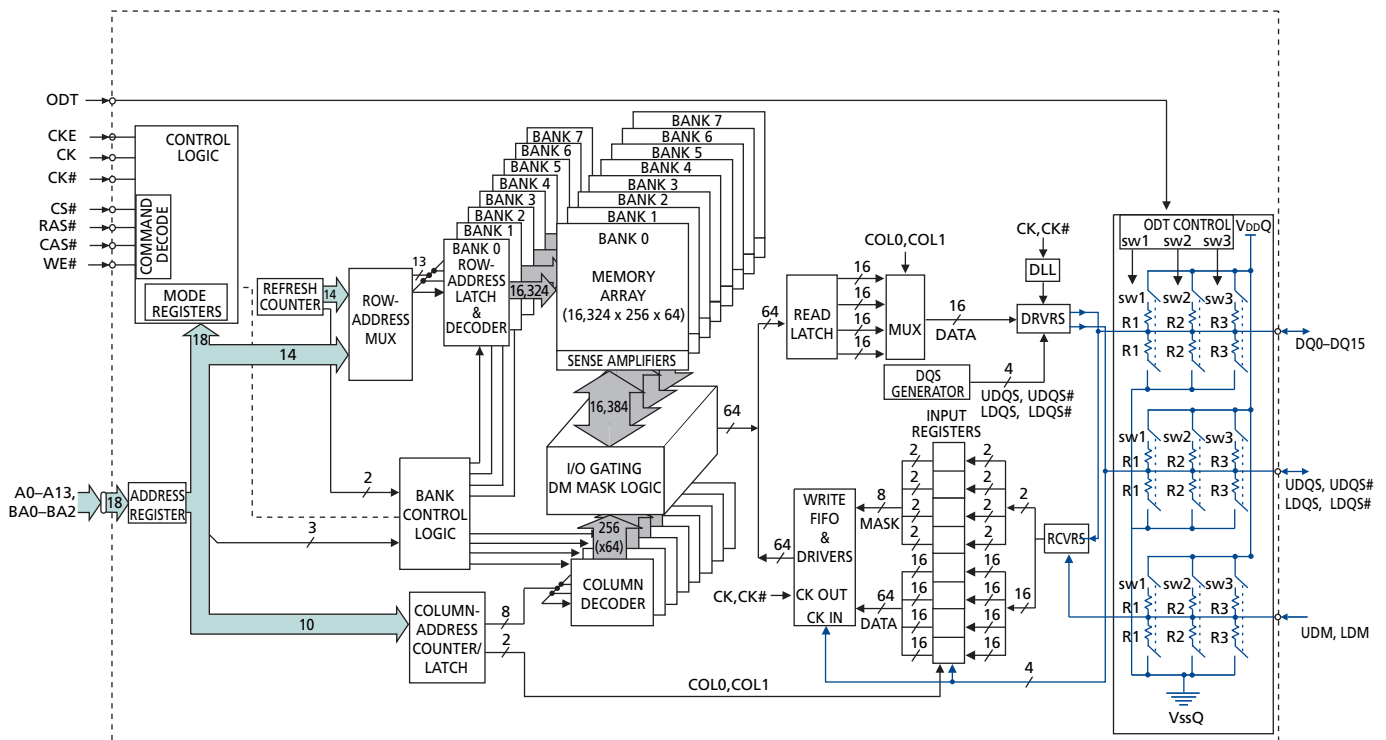 ODT
CKE
CK
CK#
CS#
RAS#
CAS#
WE#
CONTROL
LOGIC
COMMAND
DECODE
MODE
REGISTERS
18
REFRESH
COUNTER
14
ROW-
ADDRESS
MUX
14
13
BANK 7
BANK 6
BANK 5
BANK 4
BANK 3
BANK 2
BANK 1
BANK 0
ROW-
ADDRESS
LATCH
&
DECODER
16,324
BANK 7
BANK 6
BANK 5
BANK 4
BANK 3
BANK 2
BANK 1
BANK 0
MEMORY
ARRAY
(16,324 x 256 x 64)
SENSE AMPLIFIERS
16,384
I/O GATING
DM MASK LOGIC
256
(x64)
COLUMN
DECODER
A0–A13,
BA0–BA2
18
ADDRESS
REGISTER
2
3
BANK
CONTROL
LOGIC
10
COLUMN-
ADDRESS
COUNTER/
LATCH
8
2
COL0,COL1
64
64
READ
LATCH
16
16
16
16
COL0,COL1
MUX
16
DATA
CK,CK#
DLL
DRVRS
DQS
GENERATOR
4
UDQS, UDQS#
LDQS, LDQS#
INPUT
REGISTERS
64
WRITE
FIFO
&
DRIVERS
CK OUT
CK IN
CK,CK#
8
MASK
64
DATA
2
2
2
2
16
16
16
16
2
2
2
2
16
16
16
16
2
16
RCVRS
4
ODT CONTROL
VDDQ
sw1
sw2
sw3
sw1
sw2
sw3
R1
R2
R3
R1
R2
R3
DQ0–DQ15
sw1
sw2
sw3
R1
R2
R3
R1
R2
R3
UDQS, UDQS#
LDQS, LDQS#
sw1
sw2
sw3
R1
R2
R3
R1
R2
R3
UDM, LDM
VssQ